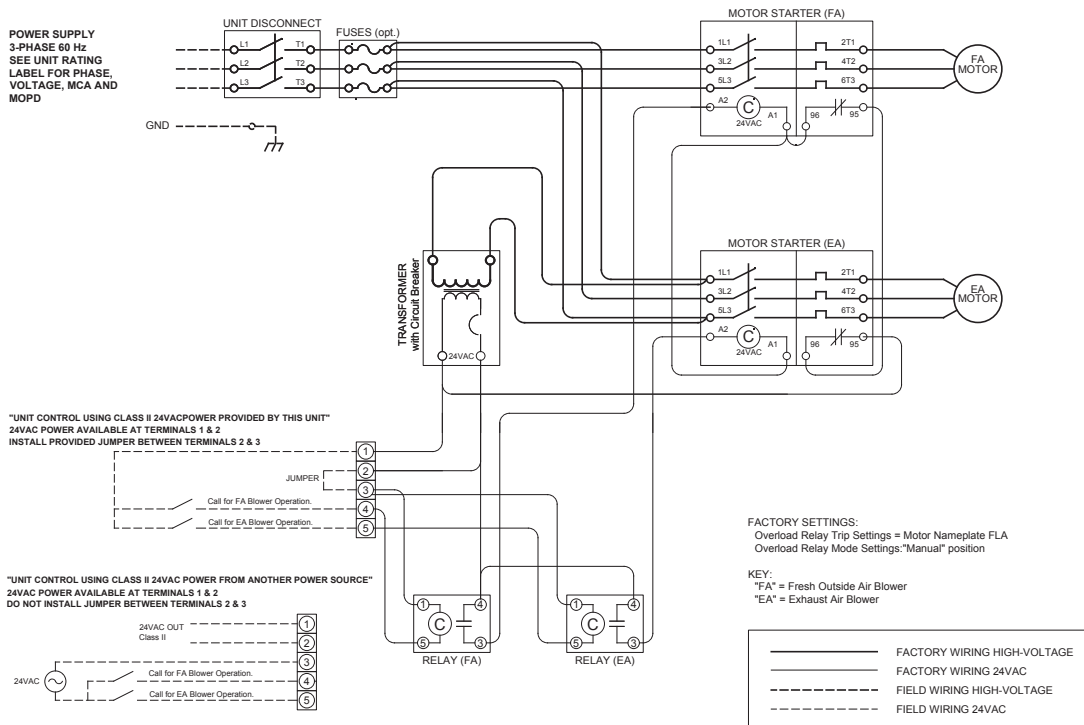 POWER SUPPLY
3-PHASE 60 Hz
SEE UNIT RATING
LABEL FOR PHASE,
VOLTAGE, MCA AND
MOPD
UNIT DISCONNECT
L1
T1
L2
T2
L3
T3
FUSES (opt.)
GND
MOTOR STARTER (FA)
1L1
2T1
3L2
4T2
5L3
6T3
A2
C
24VAC
A1
96
95
FA
MOTOR
TRANSFORMER
with Circuit Breaker
24VAC
MOTOR STARTER (EA)
1L1
2T1
3L2
4T2
5L3
6T3
A2
C
24VAC
A1
96
95
EA
MOTOR
"UNIT CONTROL USING CLASS II 24VACPOWER PROVIDED BY THIS UNIT"
24VAC POWER AVAILABLE AT TERMINALS 1 & 2
INSTALL PROVIDED JUMPER BETWEEN TERMINALS 2 & 3
1
2
JUMPER
3
Call for FA Blower Operation.
4
Call for EA Blower Operation.
5
"UNIT CONTROL USING CLASS II 24VAC POWER FROM ANOTHER POWER SOURCE"
24VAC POWER AVAILABLE AT TERMINALS 1 & 2
DO NOT INSTALL JUMPER BETWEEN TERMINALS 2 & 3
24VAC OUT
Class II
1
2
3
24VAC
Call for FA Blower Operation.
4
Call for EA Blower Operation.
5
1
4
C
5
3
RELAY (FA)
1
4
C
5
3
RELAY (EA)
FACTORY SETTINGS:
Overload Relay Trip Settings = Motor Nameplate FLA
Overload Relay Mode Settings:"Manual" position
KEY:
"FA" = Fresh Outside Air Blower
"EA" = Exhaust Air Blower
FACTORY WIRING HIGH-VOLTAGE
FACTORY WIRING 24VAC
FIELD WIRING HIGH-VOLTAGE
FIELD WIRING 24VAC